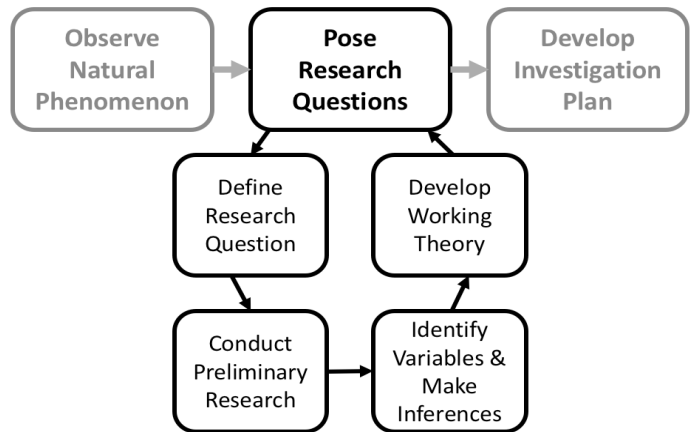 Observe
Natural
Phenomenon
Pose
Research
Questions
Develop
Investigation
Plan
Define
Research
Question
Develop
Working
Theory
Conduct
Preliminary
Research
Identify
Variables &
Make
Inferences